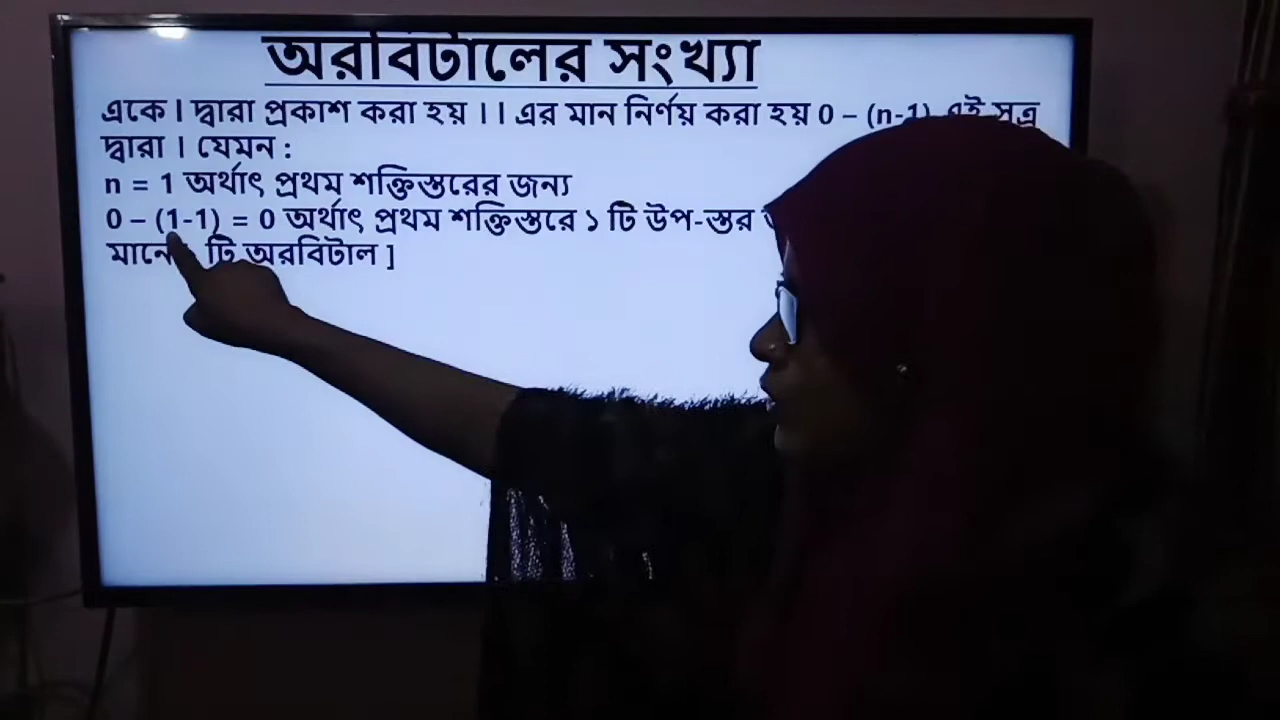 অরবিটালের সংখ্যা
একে l দ্বারা প্রকাশ করা হয় । l এর মান নির্ণয় করা হয় 0 – (n-1) এই সূত্র
দ্বারা । যেমন :
n = 1 অর্থাৎ প্রথম শক্তিস্তরের জন্য
0 – (1-1) = 0 অর্থাৎ প্রথম শক্তিস্তরে ১ টি উপ-স্তর
মানে টি অরবিটাল ]